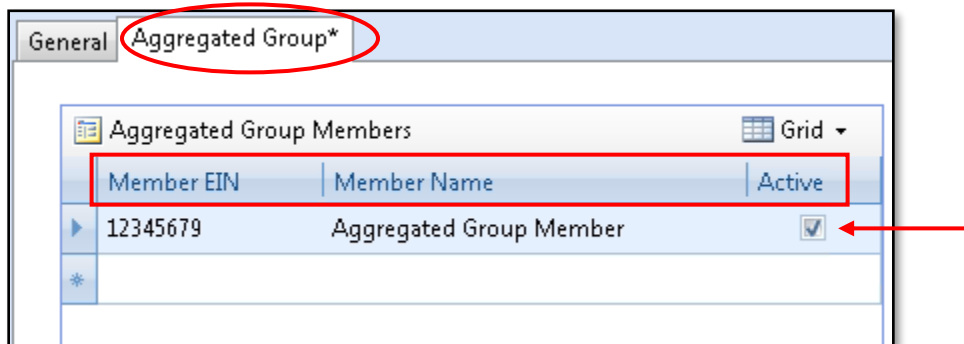 General Aggregated Group*
Aggregated Group Members Grid
Member EIN Member Name Active
12345679 Aggregated Group Member